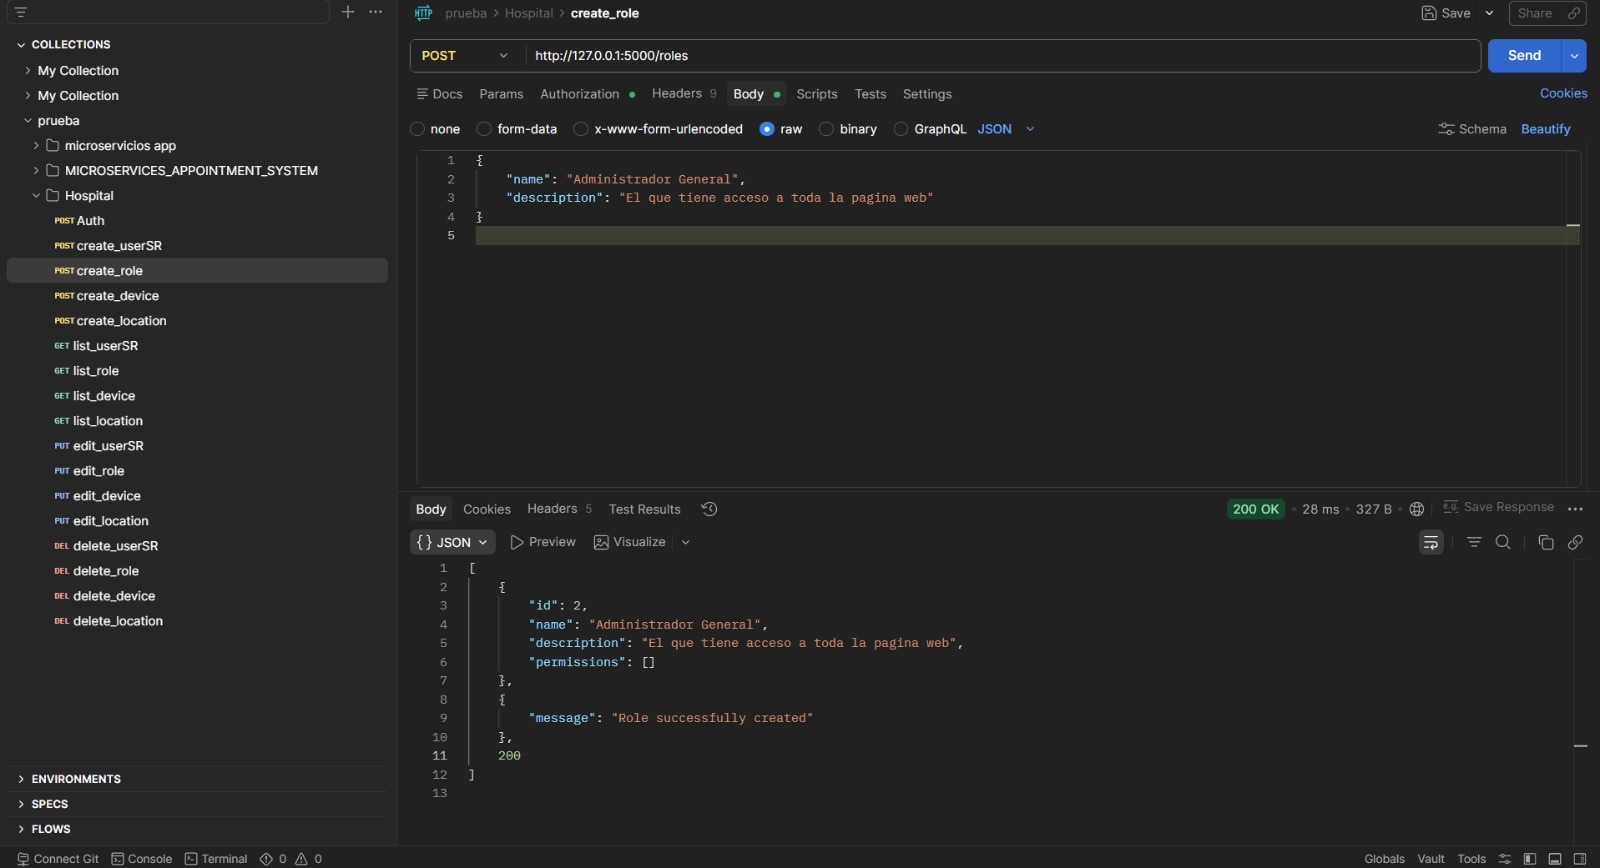 prueba > Hospital > create_role
Save
Share
COLLECTIONS
My Collection
My Collection
prueba
microservicios app
MICROSERVICES_APPOINTMENT_SYSTEM
Hospital
POST Auth
POST create_userSR
POST create_role
POST create_device
POST create_location
GET list_userSR
GET list_role
GET list_device
GET list_location
PUT edit_userSR
PUT edit_role
PUT edit_device
PUT edit_location
DEL delete_userSR
DEL delete_role
DEL delete_device
DEL delete_location
ENVIRONMENTS
SPECS
FLOWS
HTTP
POST http://127.0.0.1:5000/roles Send
Docs Params Authorization Headers 9 Body Scripts Tests Settings Cookies
none form-data x-www-form-urlencoded raw binary GraphQL JSON Schema Beautify
1 {
2 "name": "Administrador General",
3 "description": "El que tiene acceso a toda la pagina web"
4 }
5
Body Cookies Headers 5 Test Results 200 OK 28 ms 327 B e.g. Save Response
{} JSON Preview Visualize
1 [
2 {
3 "id": 2,
4 "name": "Administrador General",
5 "description": "El que tiene acceso a toda la pagina web",
6 "permissions": []
7 },
8 {
9 "message": "Role successfully created"
10 },
11 200
12 ]
13
Connect Git Console Terminal 0 0 Globals Vault Tools